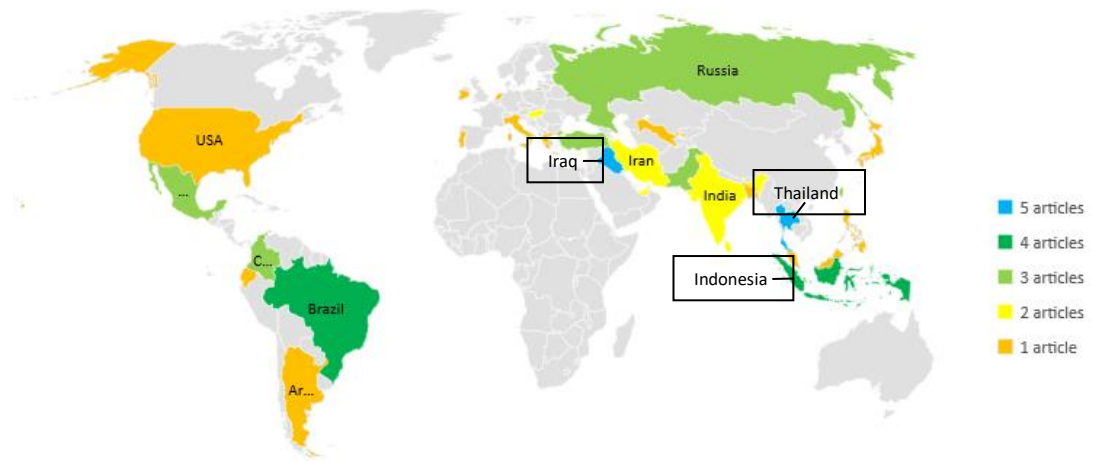 Russia
USA
Iraq
Iran
...
India
Thailand
C...
Indonesia
Brazil
Ar...
5 articles
4 articles
3 articles
2 articles
1 article